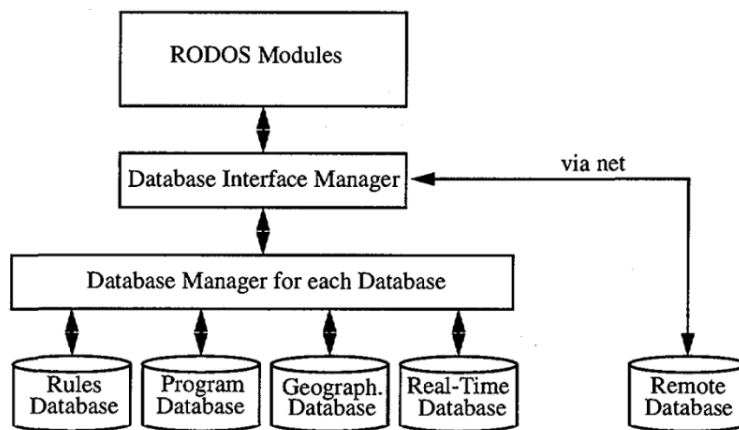 RODOS Modules
Database Interface Manager
via net
Database Manager for each Database
Rules
Database
Program
Database
Geograph.
Database
Real-Time
Database
Remote
Database